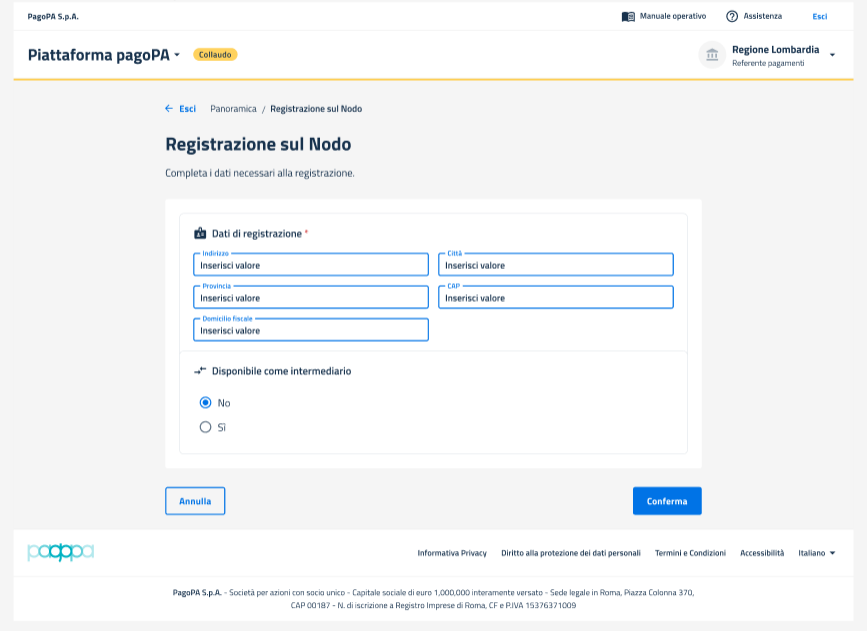 PagoPA S.p.A.
Manuale operativo
Assistenza
Esci
Piattaforma pagoPA
Collaudo
Regione Lombardia
Referente pagamenti
Esci
Panoramica / Registrazione sul Nodo
Registrazione sul Nodo
Completa i dati necessari alla registrazione.
Dati di registrazione *
Indirizzo
Inserisci valore
Città
Inserisci valore
Provincia
Inserisci valore
CAP
Inserisci valore
Domicilio fiscale
Inserisci valore
Disponibile come intermediario
No
Sì
Annulla
Conferma
pagopa
Informativa Privacy
Diritto alla protezione dei dati personali
Termini e Condizioni
Accessibilità
Italiano
PagoPA S.p.A. - Società per azioni con socio unico - Capitale sociale di euro 1,000,000 interamente versato - Sede legale in Roma, Piazza Colonna 370,
CAP 00187 - N. di iscrizione a Registro Imprese di Roma, CF e P.IVA 15376371009